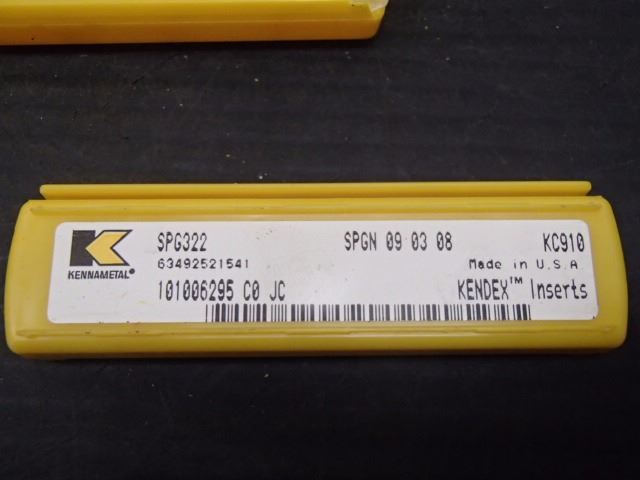 SPG322 SPGN 09 03 08 KC910
63492521541 Made in U.S.A
101006295 C0 JC KENDEX™ Inserts
KENNAMETAL®